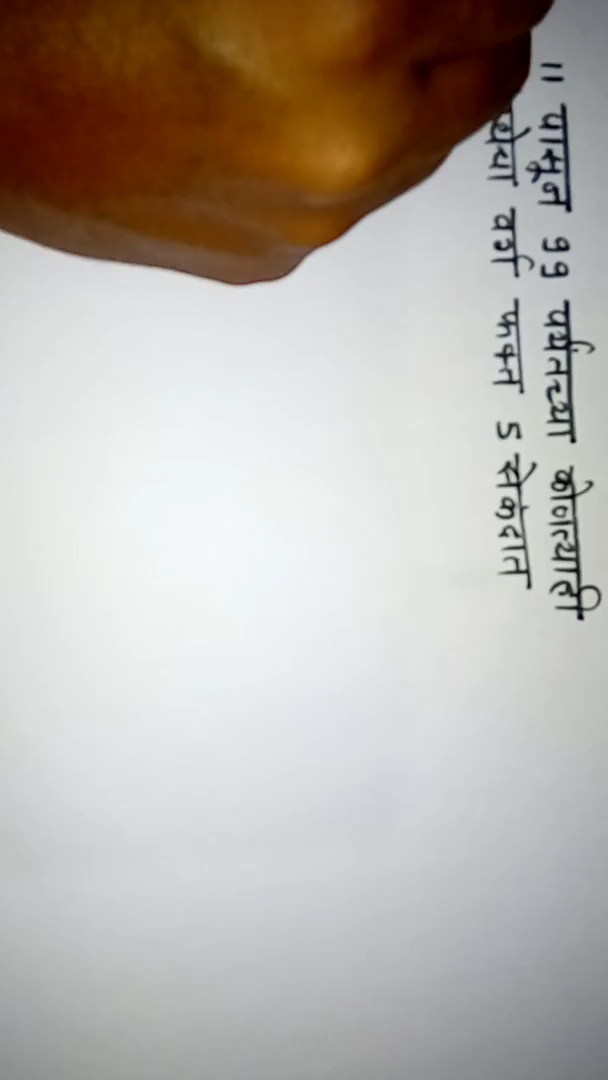 11 पासून 99 पर्यंतच्या कोणत्याही
वर्ग फक्त 5 सेकंदात